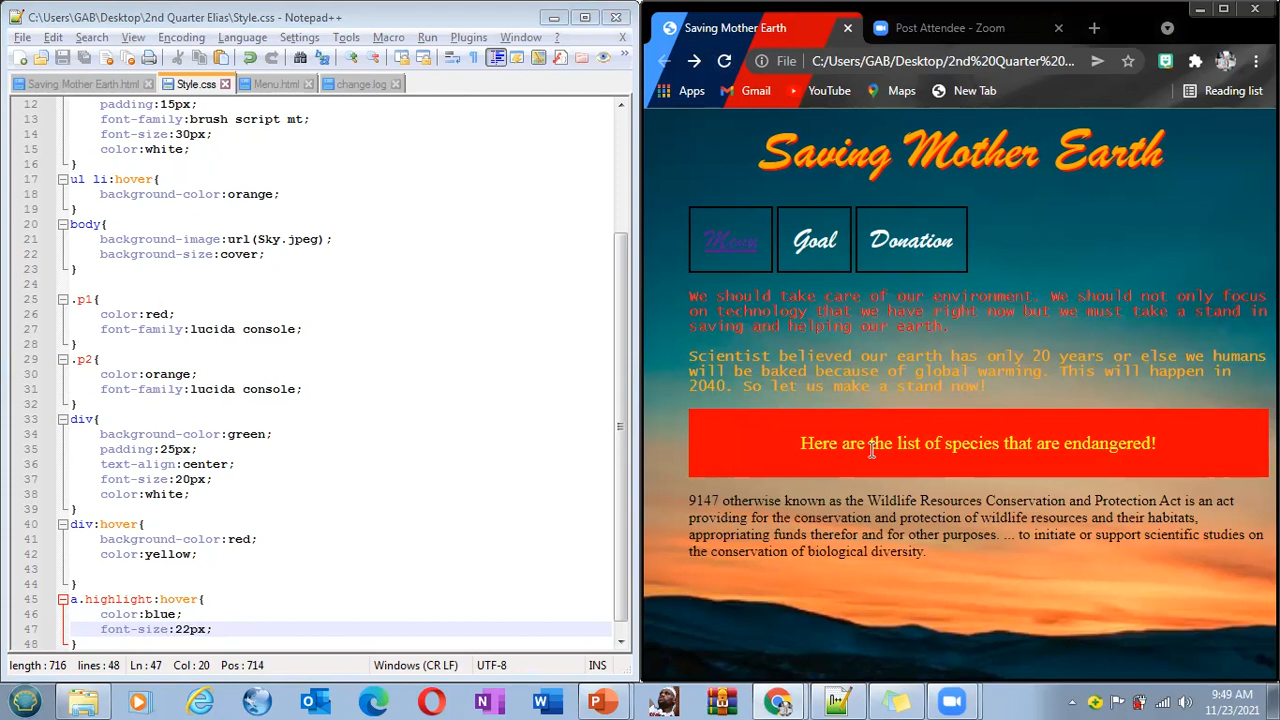 C:\Users\GAB\Desktop\2nd Quarter Elias\Style.css - Notepad++
File Edit Search View Encoding Language Settings Tools Macro Run Plugins Window ? X
Saving Mother Earth.html Style.css Menu.html change.log
12 padding:15px;
13 font-family:brush script mt;
14 font-size:30px;
15 color:white;
16 }
17 ul li:hover{
18 background-color:orange;
19 }
20 body{
21 background-image:url(Sky.jpeg);
22 background-size:cover;
23 }
24
25 .p1{
26 color:red;
27 font-family:lucida console;
28 }
29 .p2{
30 color:orange;
31 font-family:lucida console;
32 }
33 div{
34 background-color:green;
35 padding:25px;
36 text-align:center;
37 font-size:20px;
38 color:white;
39 }
40 div:hover{
41 background-color:red;
42 color:yellow;
43
44 }
45 a.highlight:hover{
46 color:blue;
47 font-size:22px;
48 }
length : 716 lines : 48 Ln : 47 Col : 20 Pos : 714 Windows (CR LF) UTF-8 INS
Saving Mother Earth Post Attendee - Zoom
File C:/Users/GAB/Desktop/2nd%20Quarter%20...
Apps Gmail YouTube Maps New Tab Reading list
Saving Mother Earth
Menu Goal Donation
We should take care of our environment. We should not only focus
on technology that we have right now but we must take a stand in
saving and helping our earth.
Scientist believed our earth has only 20 years or else we humans
will be baked because of global warming. This will happen in
2040. So let us make a stand now!
Here are the list of species that are endangered!
9147 otherwise known as the Wildlife Resources Conservation and Protection Act is an act
providing for the conservation and protection of wildlife resources and their habitats,
appropriating funds therefor and for other purposes. ... to initiate or support scientific studies on
the conservation of biological diversity.
9:49 AM
11/23/2021